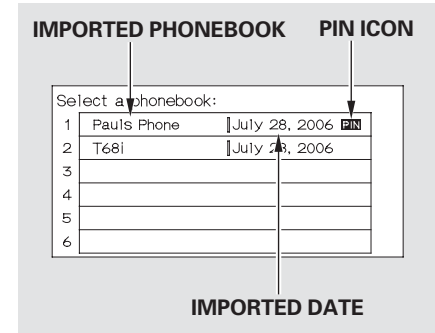 IMPORTED PHONEBOOK PIN ICON
Select a phonebook:
1 Pauls Phone July 28, 2006 PIN
2 T68i July 28, 2006
3
4
5
6
IMPORTED DATE